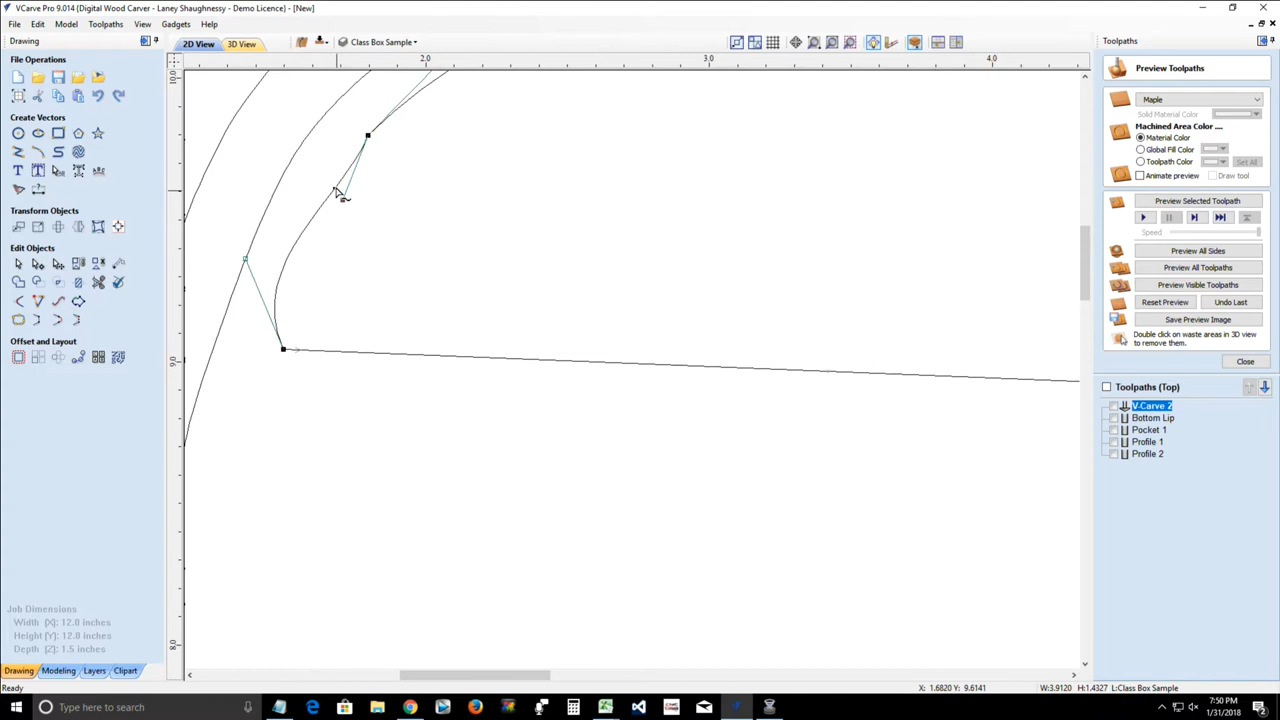 VCarve Pro 9.014 {Digital Wood Carver - Laney Shaughnessy - Demo Licence} - [New]
File Edit Model Toolpaths View Gadgets Help
Drawing
2D View 3D View Class Box Sample
Toolpaths
File Operations
Create Vectors
Transform Objects
Edit Objects
Offset and Layout
2.0 3.0 4.0
10.0
9.0
8.0
Preview Toolpaths
Maple
Solid Material Color
Machined Area Color ....
Material Color
Global Fill Color
Toolpath Color Set All
Animate preview Draw tool
Preview Selected Toolpath
Speed
Preview All Sides
Preview All Toolpaths
Preview Visible Toolpaths
Reset Preview Undo Last
Save Preview Image
Double click on waste areas in 3D view
to remove them.
Close
Toolpaths (Top)
V-Carve 2
Bottom Lip
Pocket 1
Profile 1
Profile 2
Job Dimensions
Width (X): 12.0 inches
Height (Y): 12.0 inches
Depth (Z): 1.5 inches
Drawing Modeling Layers Clipart
Ready
X: 1.6820 Y: 9.6141
W:3.9120 H:1.4327 L:Class Box Sample
Type here to search
7:50 PM
1/31/2018